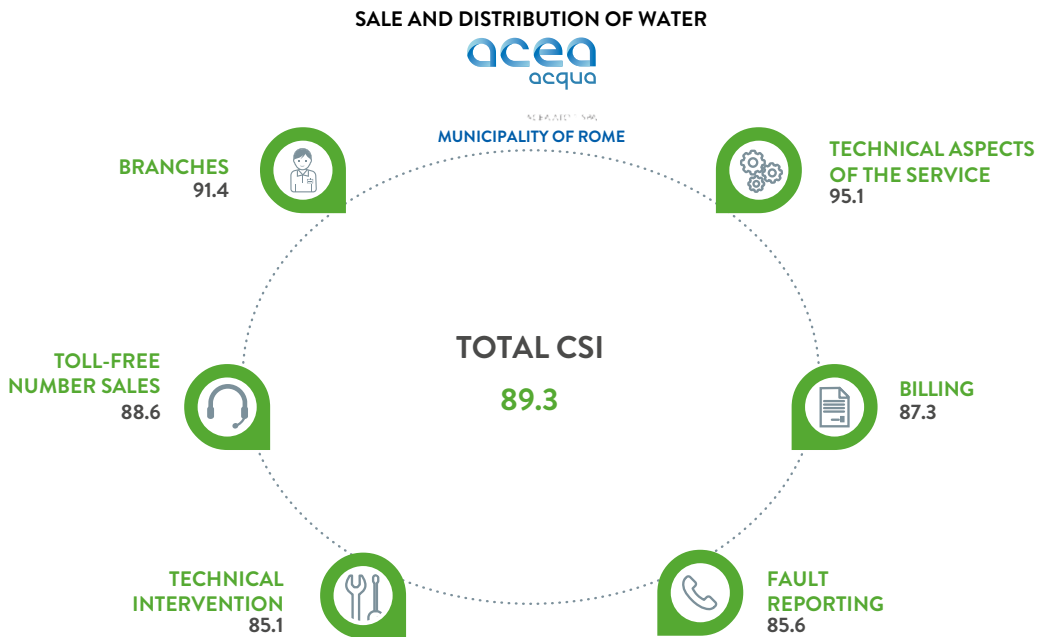 SALE AND DISTRIBUTION OF WATER
acea
acqua
MUNICIPALITY OF ROME
BRANCHES
91.4
TECHNICAL ASPECTS
OF THE SERVICE
95.1
TOTAL CSI
89.3
TOLL-FREE
NUMBER SALES
88.6
BILLING
87.3
TECHNICAL
INTERVENTION
85.1
FAULT
REPORTING
85.6